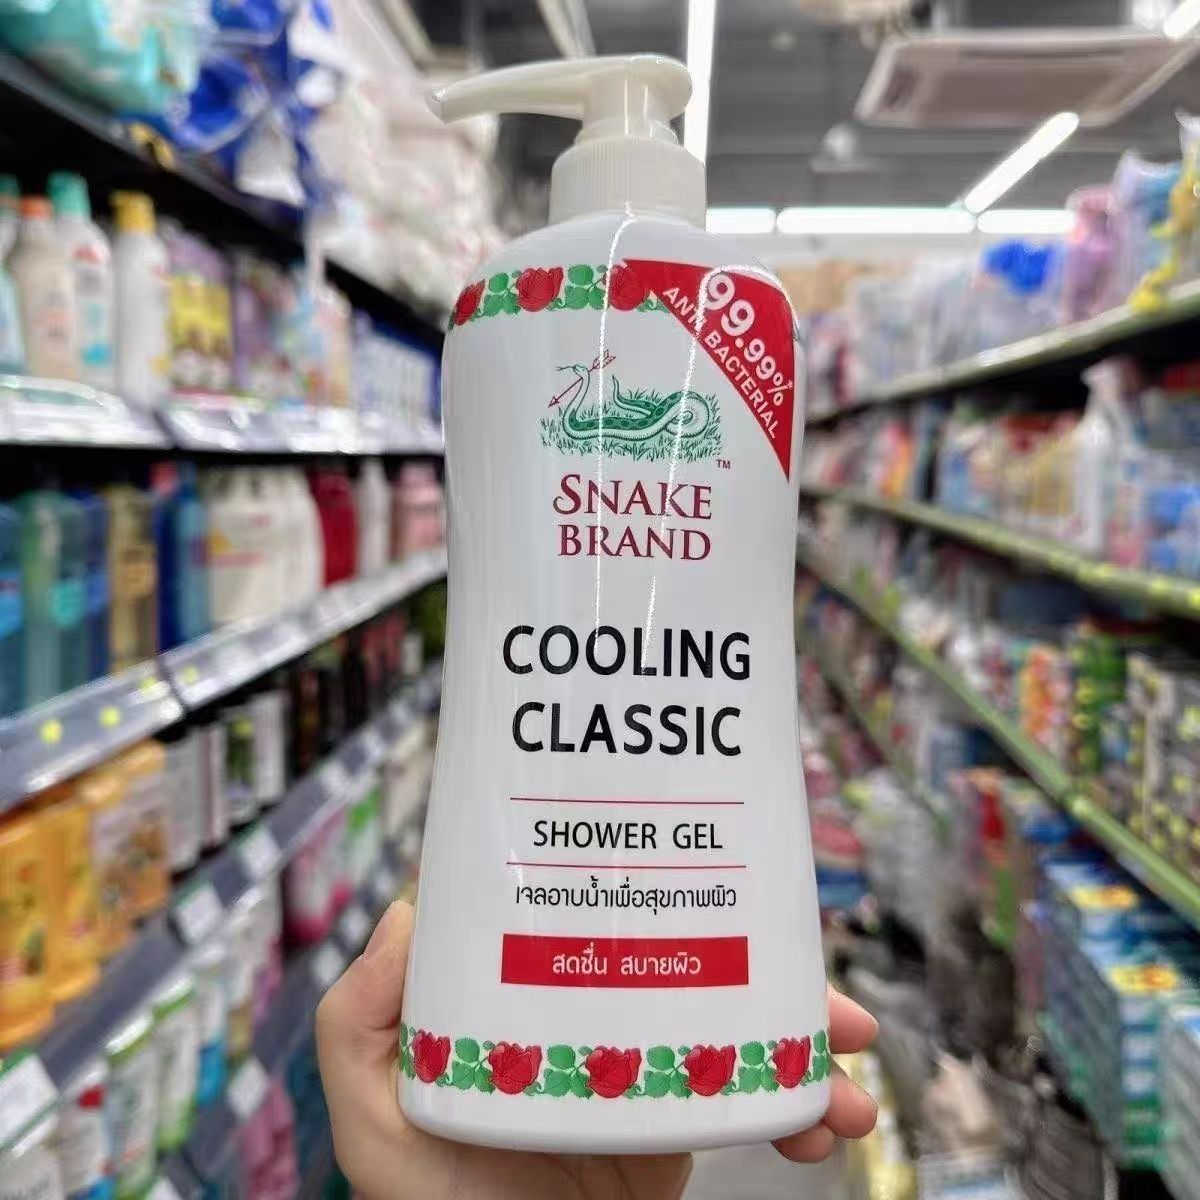 99.99%
ANTI BACTERIAL
TM
SNAKE
BRAND
COOLING
CLASSIC
SHOWER GEL
เจลอาบน้ำเพื่อสุขภาพผิว
สดชื่น สบายผิว